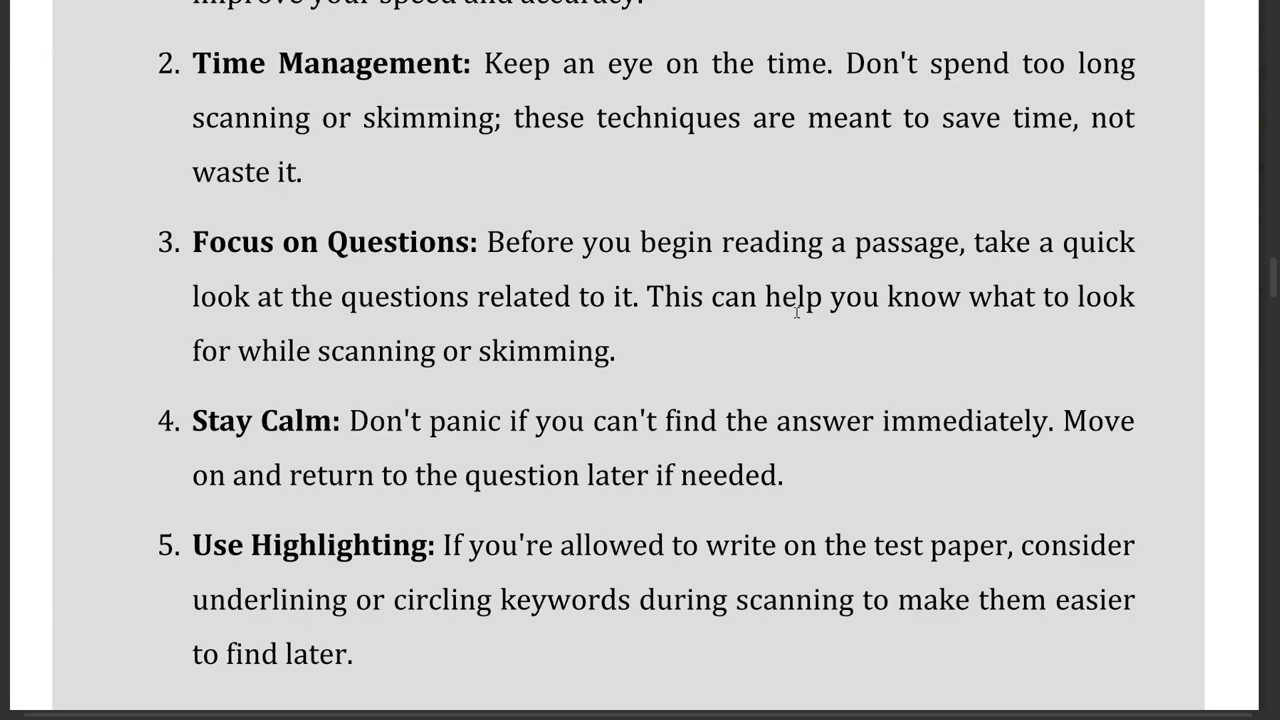 improve your speed and accuracy.
2. Time Management: Keep an eye on the time. Don't spend too long
scanning or skimming; these techniques are meant to save time, not
waste it.
3. Focus on Questions: Before you begin reading a passage, take a quick
look at the questions related to it. This can help you know what to look
for while scanning or skimming.
4. Stay Calm: Don't panic if you can't find the answer immediately. Move
on and return to the question later if needed.
5. Use Highlighting: If you're allowed to write on the test paper, consider
underlining or circling keywords during scanning to make them easier
to find later.